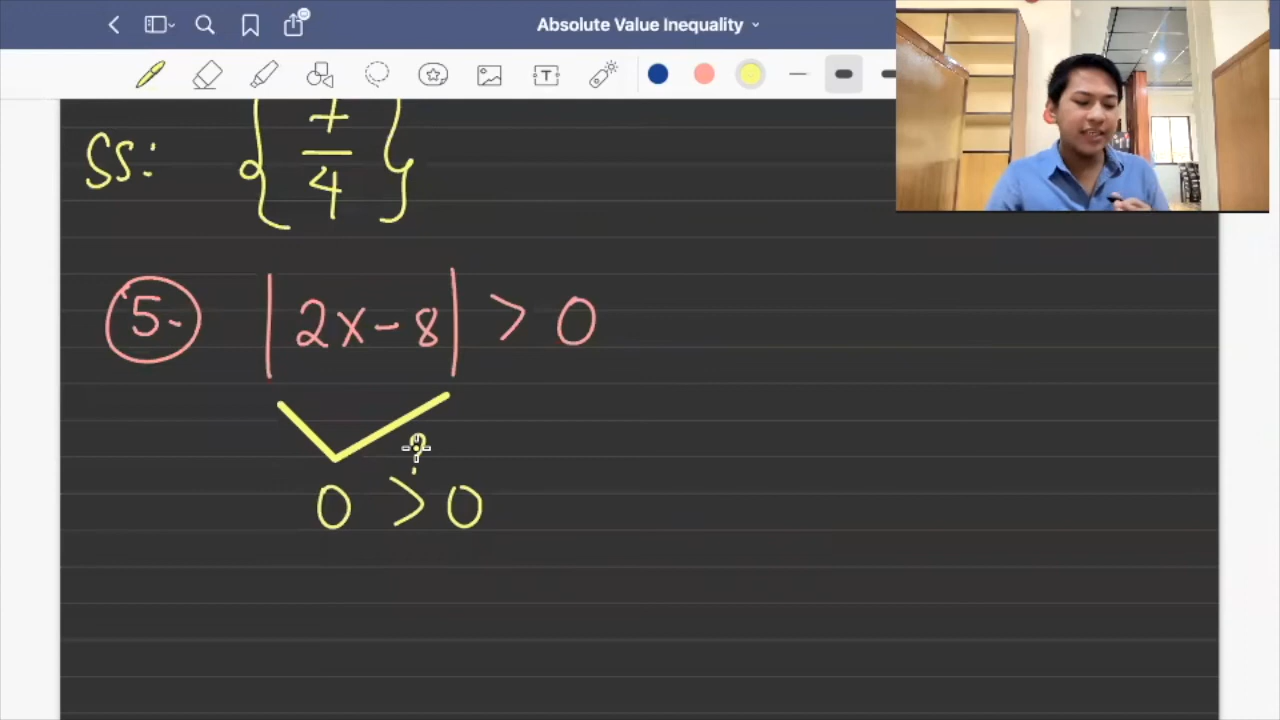 Absolute Value Inequality
SS: { 7/4 }
5. |2x-8| > 0
?
0 > 0